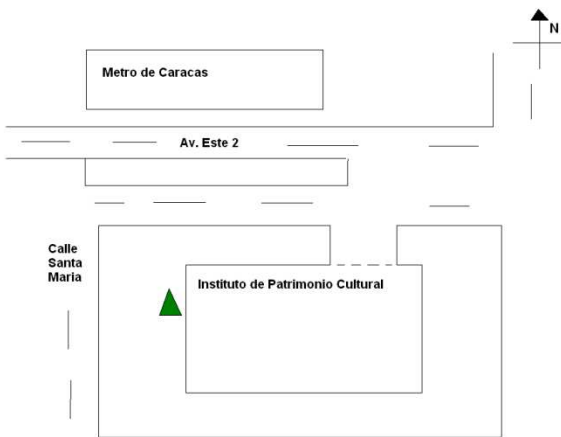 N
Metro de Caracas
Av. Este 2
Calle
Santa
Maria
Instituto de Patrimonio Cultural